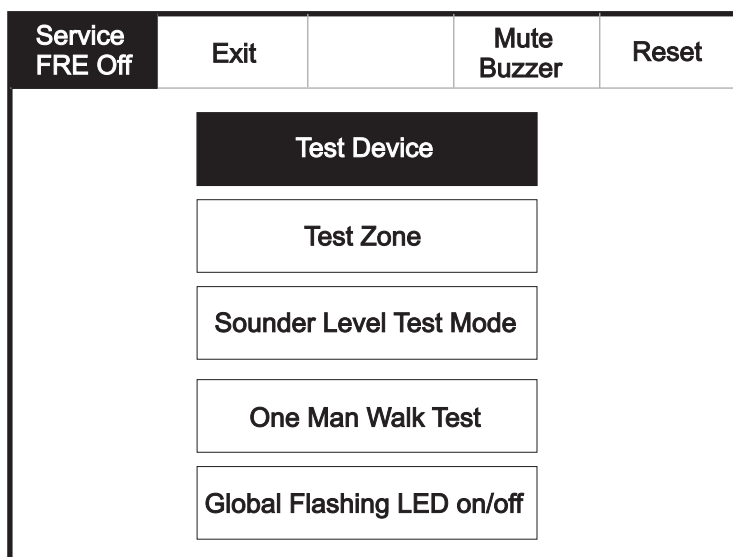 Service
FRE Off
Exit
Mute
Buzzer
Reset
Test Device
Test Zone
Sounder Level Test Mode
One Man Walk Test
Global Flashing LED on/off